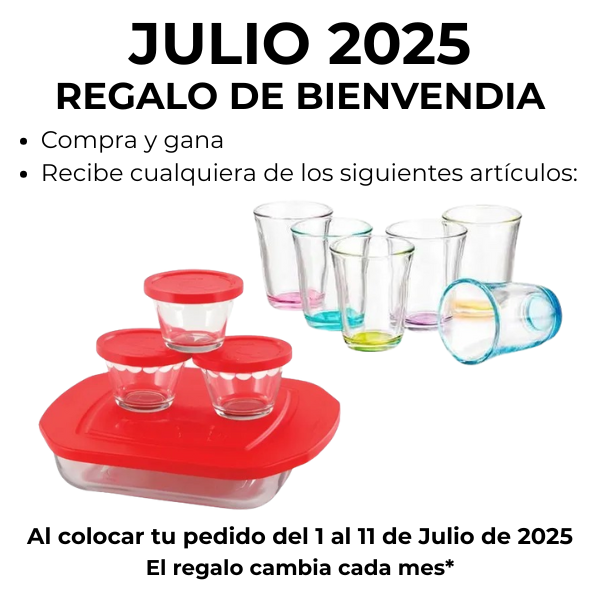 JULIO 2025
REGALO DE BIENVENDIA
• Compra y gana
• Recibe cualquiera de los siguientes artículos:
Al colocar tu pedido del 1 al 11 de Julio de 2025
El regalo cambia cada mes*